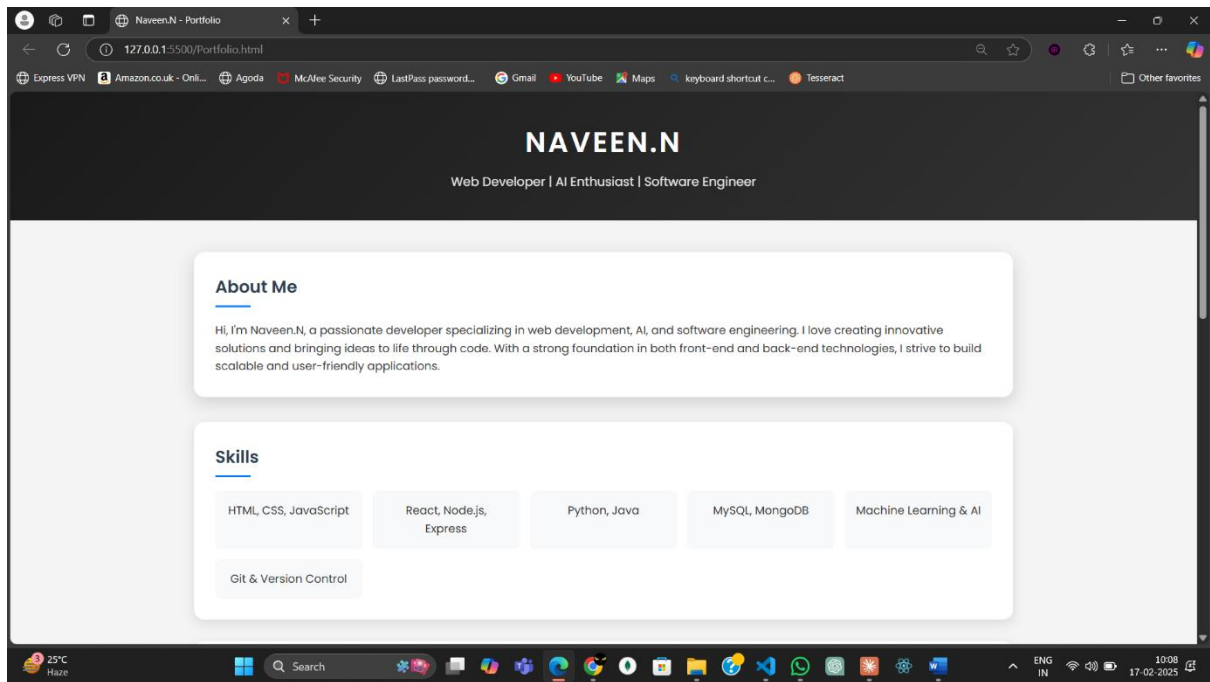 Naveen.N - Portfolio
127.0.0.1:5500/Portfolio.html
Express VPN
Amazon.co.uk - Onli...
Agoda
McAfee Security
LastPass password...
Gmail
YouTube
Maps
keyboard shortcut c...
Tesseract
Other favorites
NAVEEN.N
Web Developer | AI Enthusiast | Software Engineer
About Me
Hi, I'm Naveen.N, a passionate developer specializing in web development, AI, and software engineering. I love creating innovative
solutions and bringing ideas to life through code. With a strong foundation in both front-end and back-end technologies, I strive to build
scalable and user-friendly applications.
Skills
HTML, CSS, JavaScript
React, Node.js,
Express
Python, Java
MySQL, MongoDB
Machine Learning & AI
Git & Version Control
3
25°C
Haze
Search
ENG
IN
10:08
17-02-2025